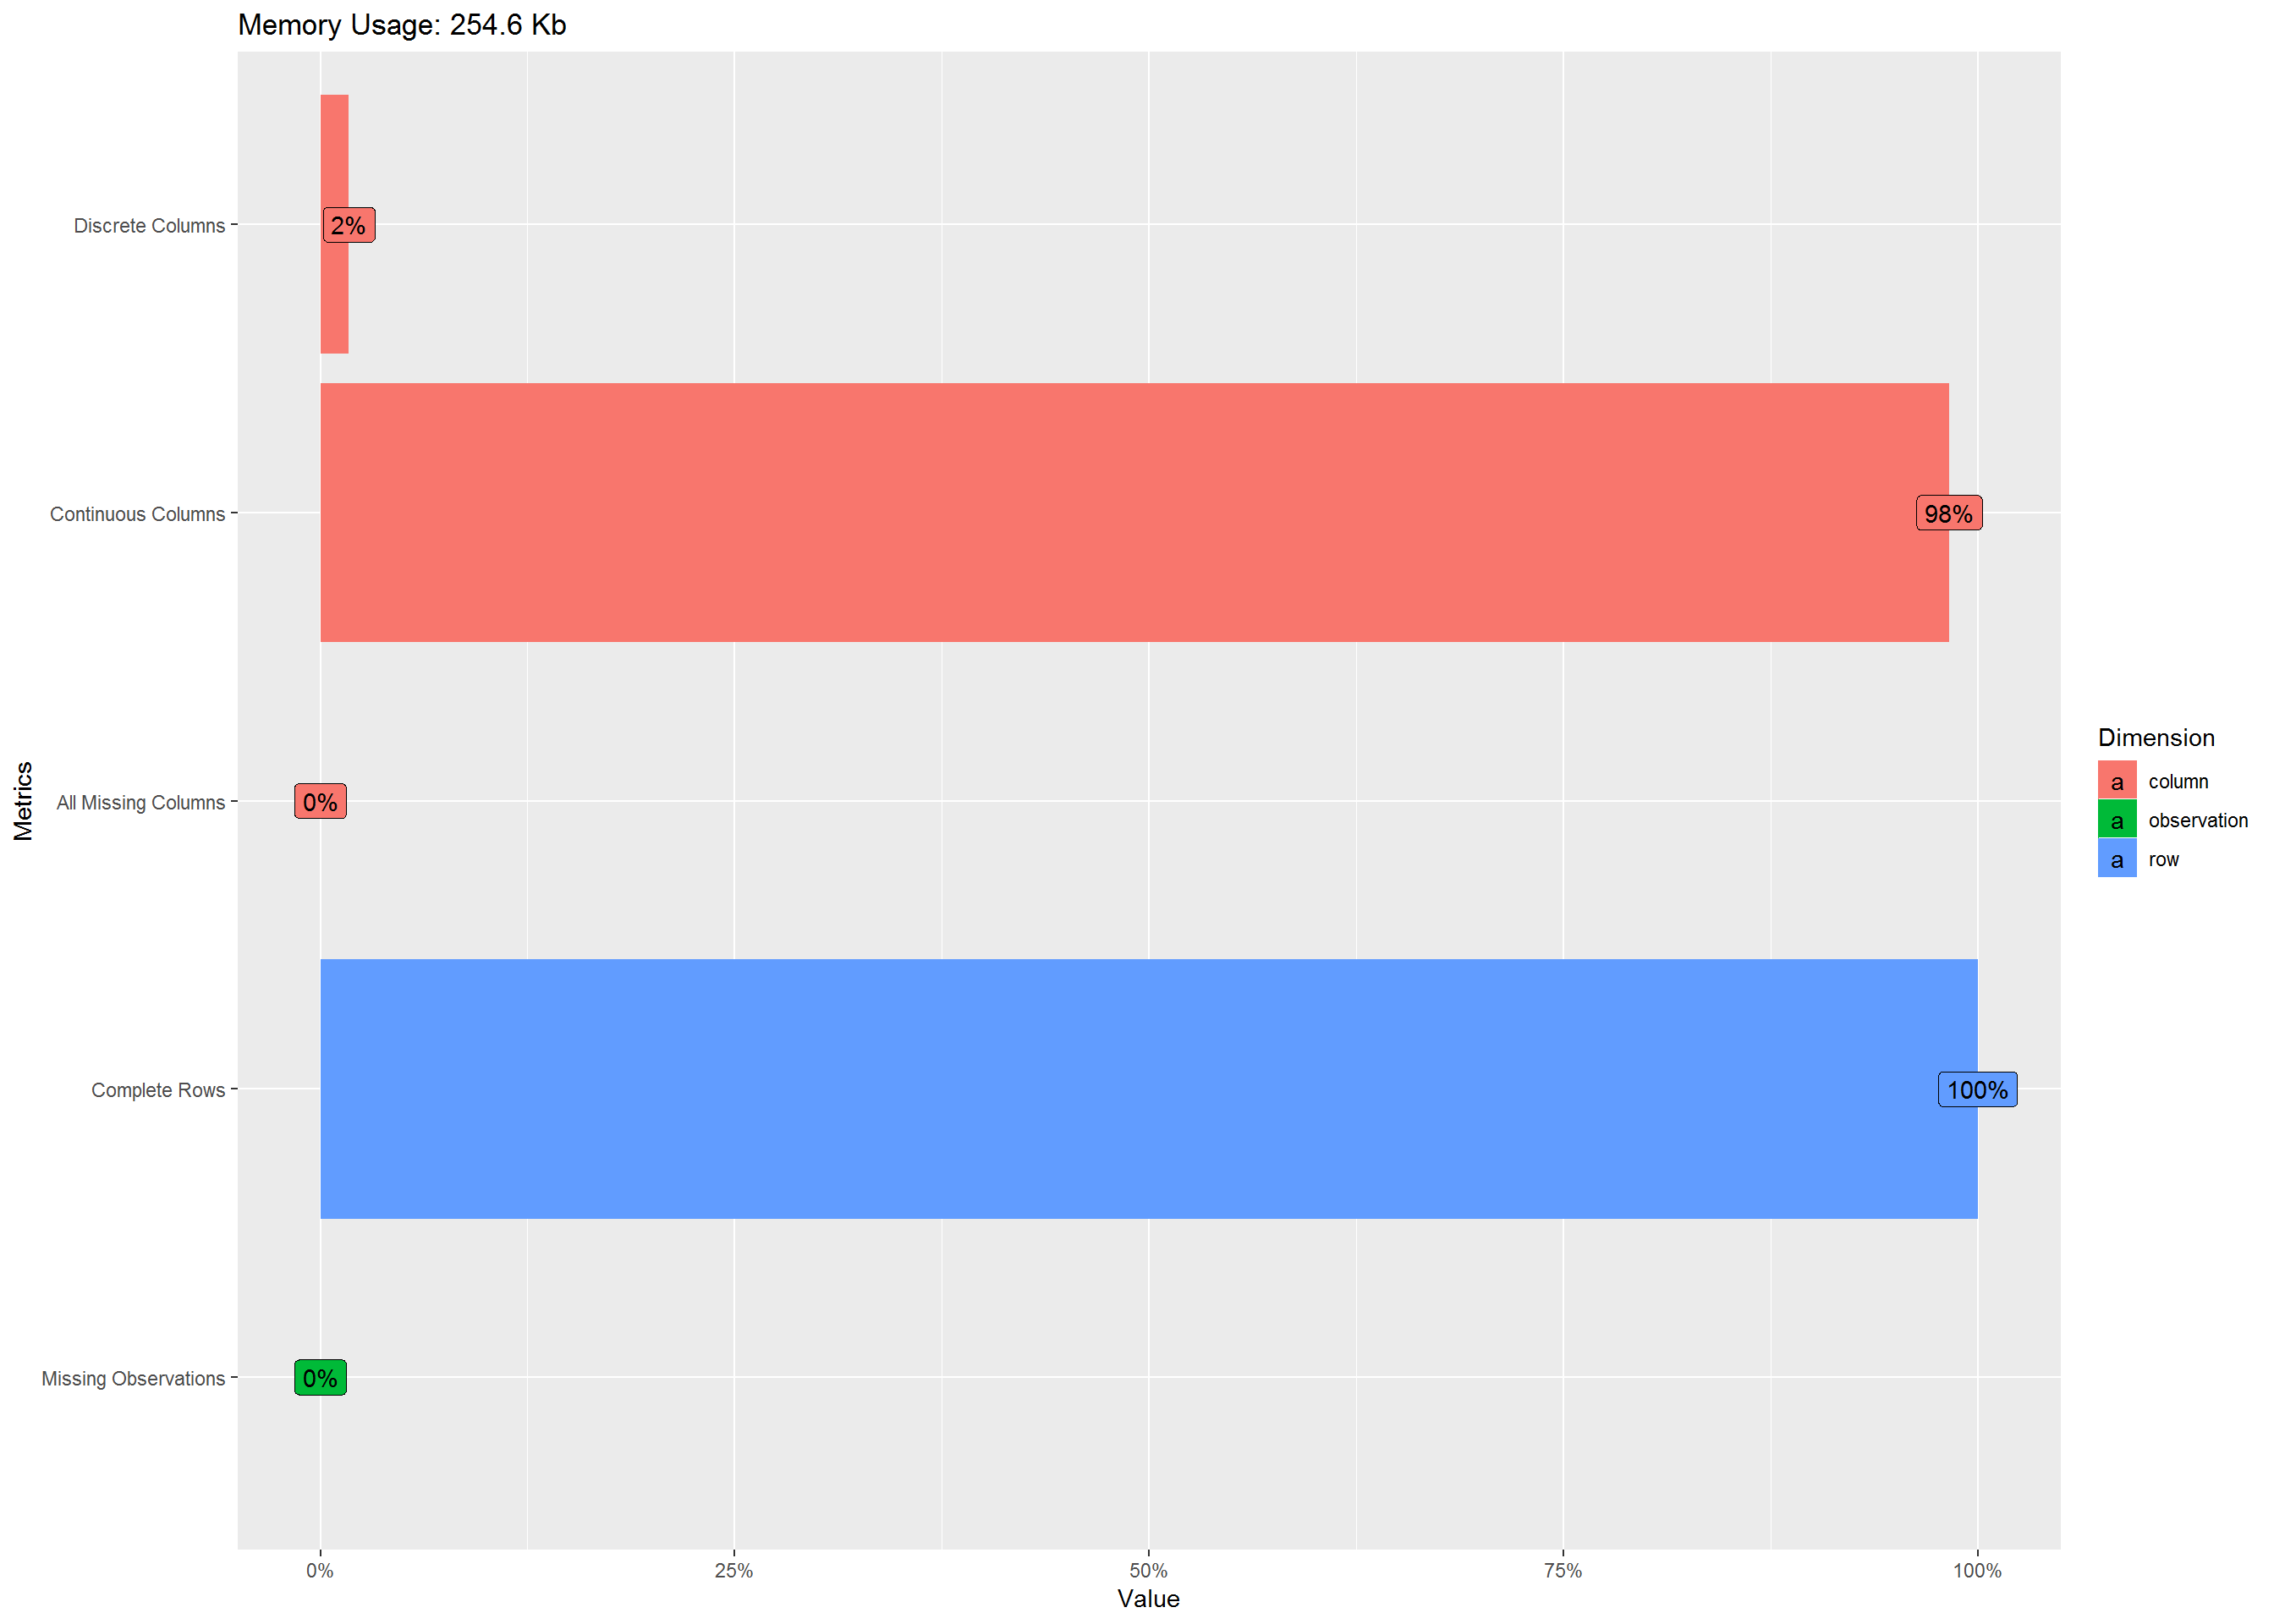 Memory Usage: 254.6 Kb
Discrete Columns
2%
Continuous Columns
98%
All Missing Columns
0%
Complete Rows
100%
Missing Observations
0%
Metrics
0%
25%
50%
75%
100%
Value
Dimension
a column
a observation
a row